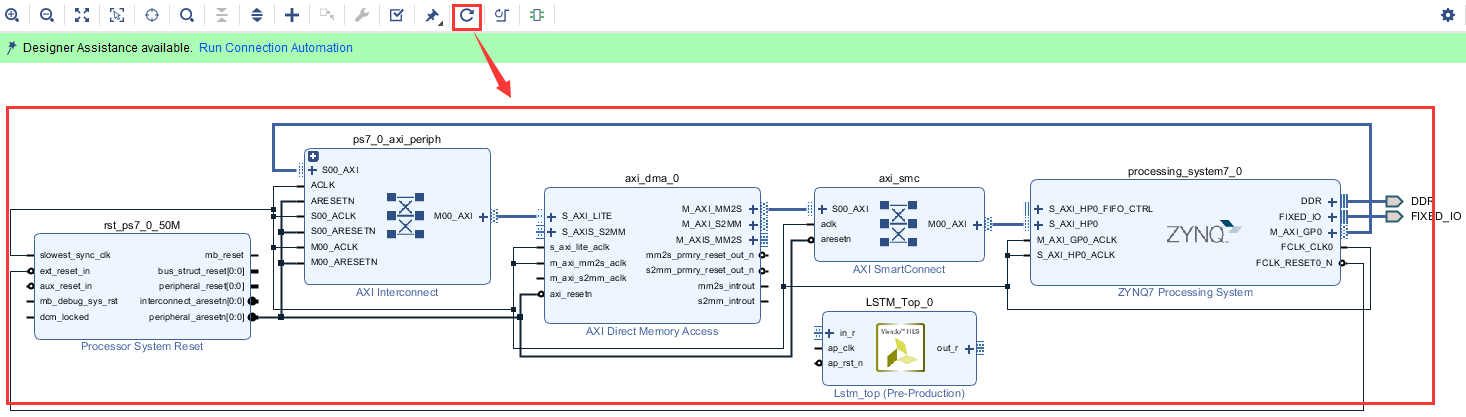 Designer Assistance available. Run Connection Automation
rst_ps7_0_50M
slowest_sync_clk
ext_reset_in
aux_reset_in
mb_debug_sys_rst
dcm_locked
mb_reset
bus_struct_reset[0:0]
peripheral_reset[0:0]
interconnect_aresetn[0:0]
peripheral_aresetn[0:0]
Processor System Reset
ps7_0_axi_periph
S00_AXI
ACLK
ARESETN
S00_ACLK
S00_ARESETN
M00_ACLK
M00_ARESETN
M00_AXI
AXI Interconnect
axi_dma_0
S_AXI_LITE
S_AXIS_S2MM
s_axi_lite_aclk
m_axi_mm2s_aclk
m_axi_s2mm_aclk
axi_resetn
M_AXI_MM2S
M_AXI_S2MM
M_AXIS_MM2S
mm2s_prmry_reset_out_n
s2mm_prmry_reset_out_n
mm2s_introut
s2mm_introut
AXI Direct Memory Access
axi_smc
S00_AXI
aclk
aresetn
M00_AXI
AXI SmartConnect
LSTM_Top_0
in_r
ap_clk
ap_rst_n
Vivado™ HLS
out_r
Lstm_top (Pre-Production)
processing_system7_0
S_AXI_HP0_FIFO_CTRL
S_AXI_HP0
M_AXI_GP0_ACLK
S_AXI_HP0_ACLK
ZYNQ
DDR
FIXED_IO
M_AXI_GP0
FCLK_CLK0
FCLK_RESET0_N
ZYNQ7 Processing System
DDR
FIXED_IO